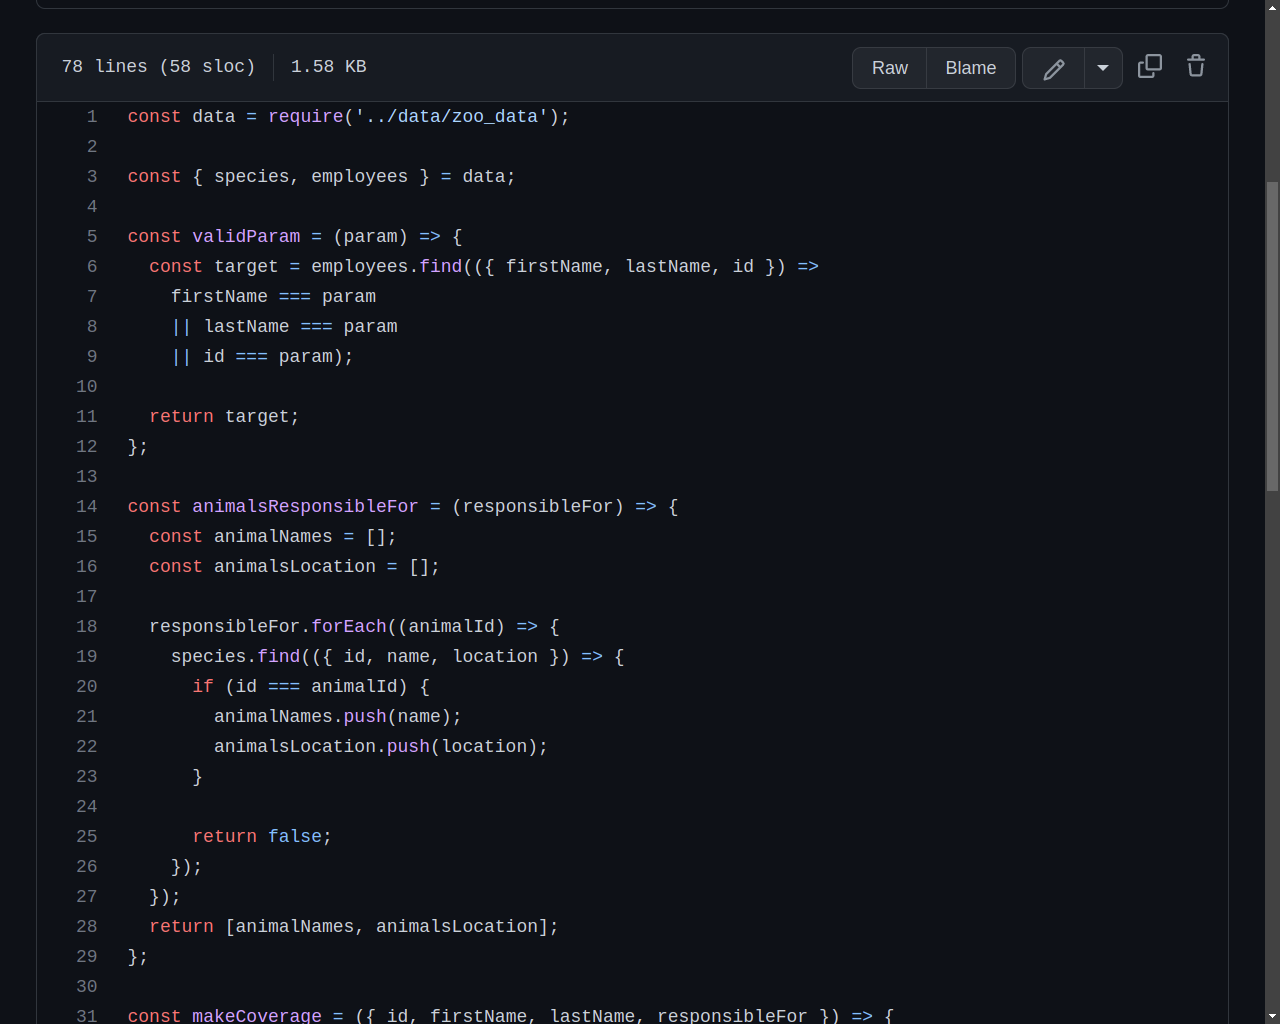 78 lines (58 sloc) 1.58 KB Raw Blame
1 const data = require('../data/zoo_data');
2
3 const { species, employees } = data;
4
5 const validParam = (param) => {
6   const target = employees.find(({ firstName, lastName, id }) =>
7     firstName === param
8     || lastName === param
9     || id === param);
10
11   return target;
12 };
13
14 const animalsResponsibleFor = (responsibleFor) => {
15   const animalNames = [];
16   const animalsLocation = [];
17
18   responsibleFor.forEach((animalId) => {
19     species.find(({ id, name, location }) => {
20       if (id === animalId) {
21         animalNames.push(name);
22         animalsLocation.push(location);
23       }
24
25       return false;
26     });
27   });
28   return [animalNames, animalsLocation];
29 };
30
31 const makeCoverage = ({ id, firstName, lastName, responsibleFor }) => {